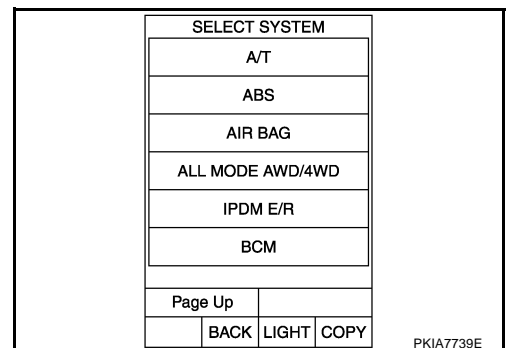 SELECT SYSTEM
A/T
ABS
AIR BAG
ALL MODE AWD/4WD
IPDM E/R
BCM
Page Up
BACK LIGHT COPY
PKIA7739E